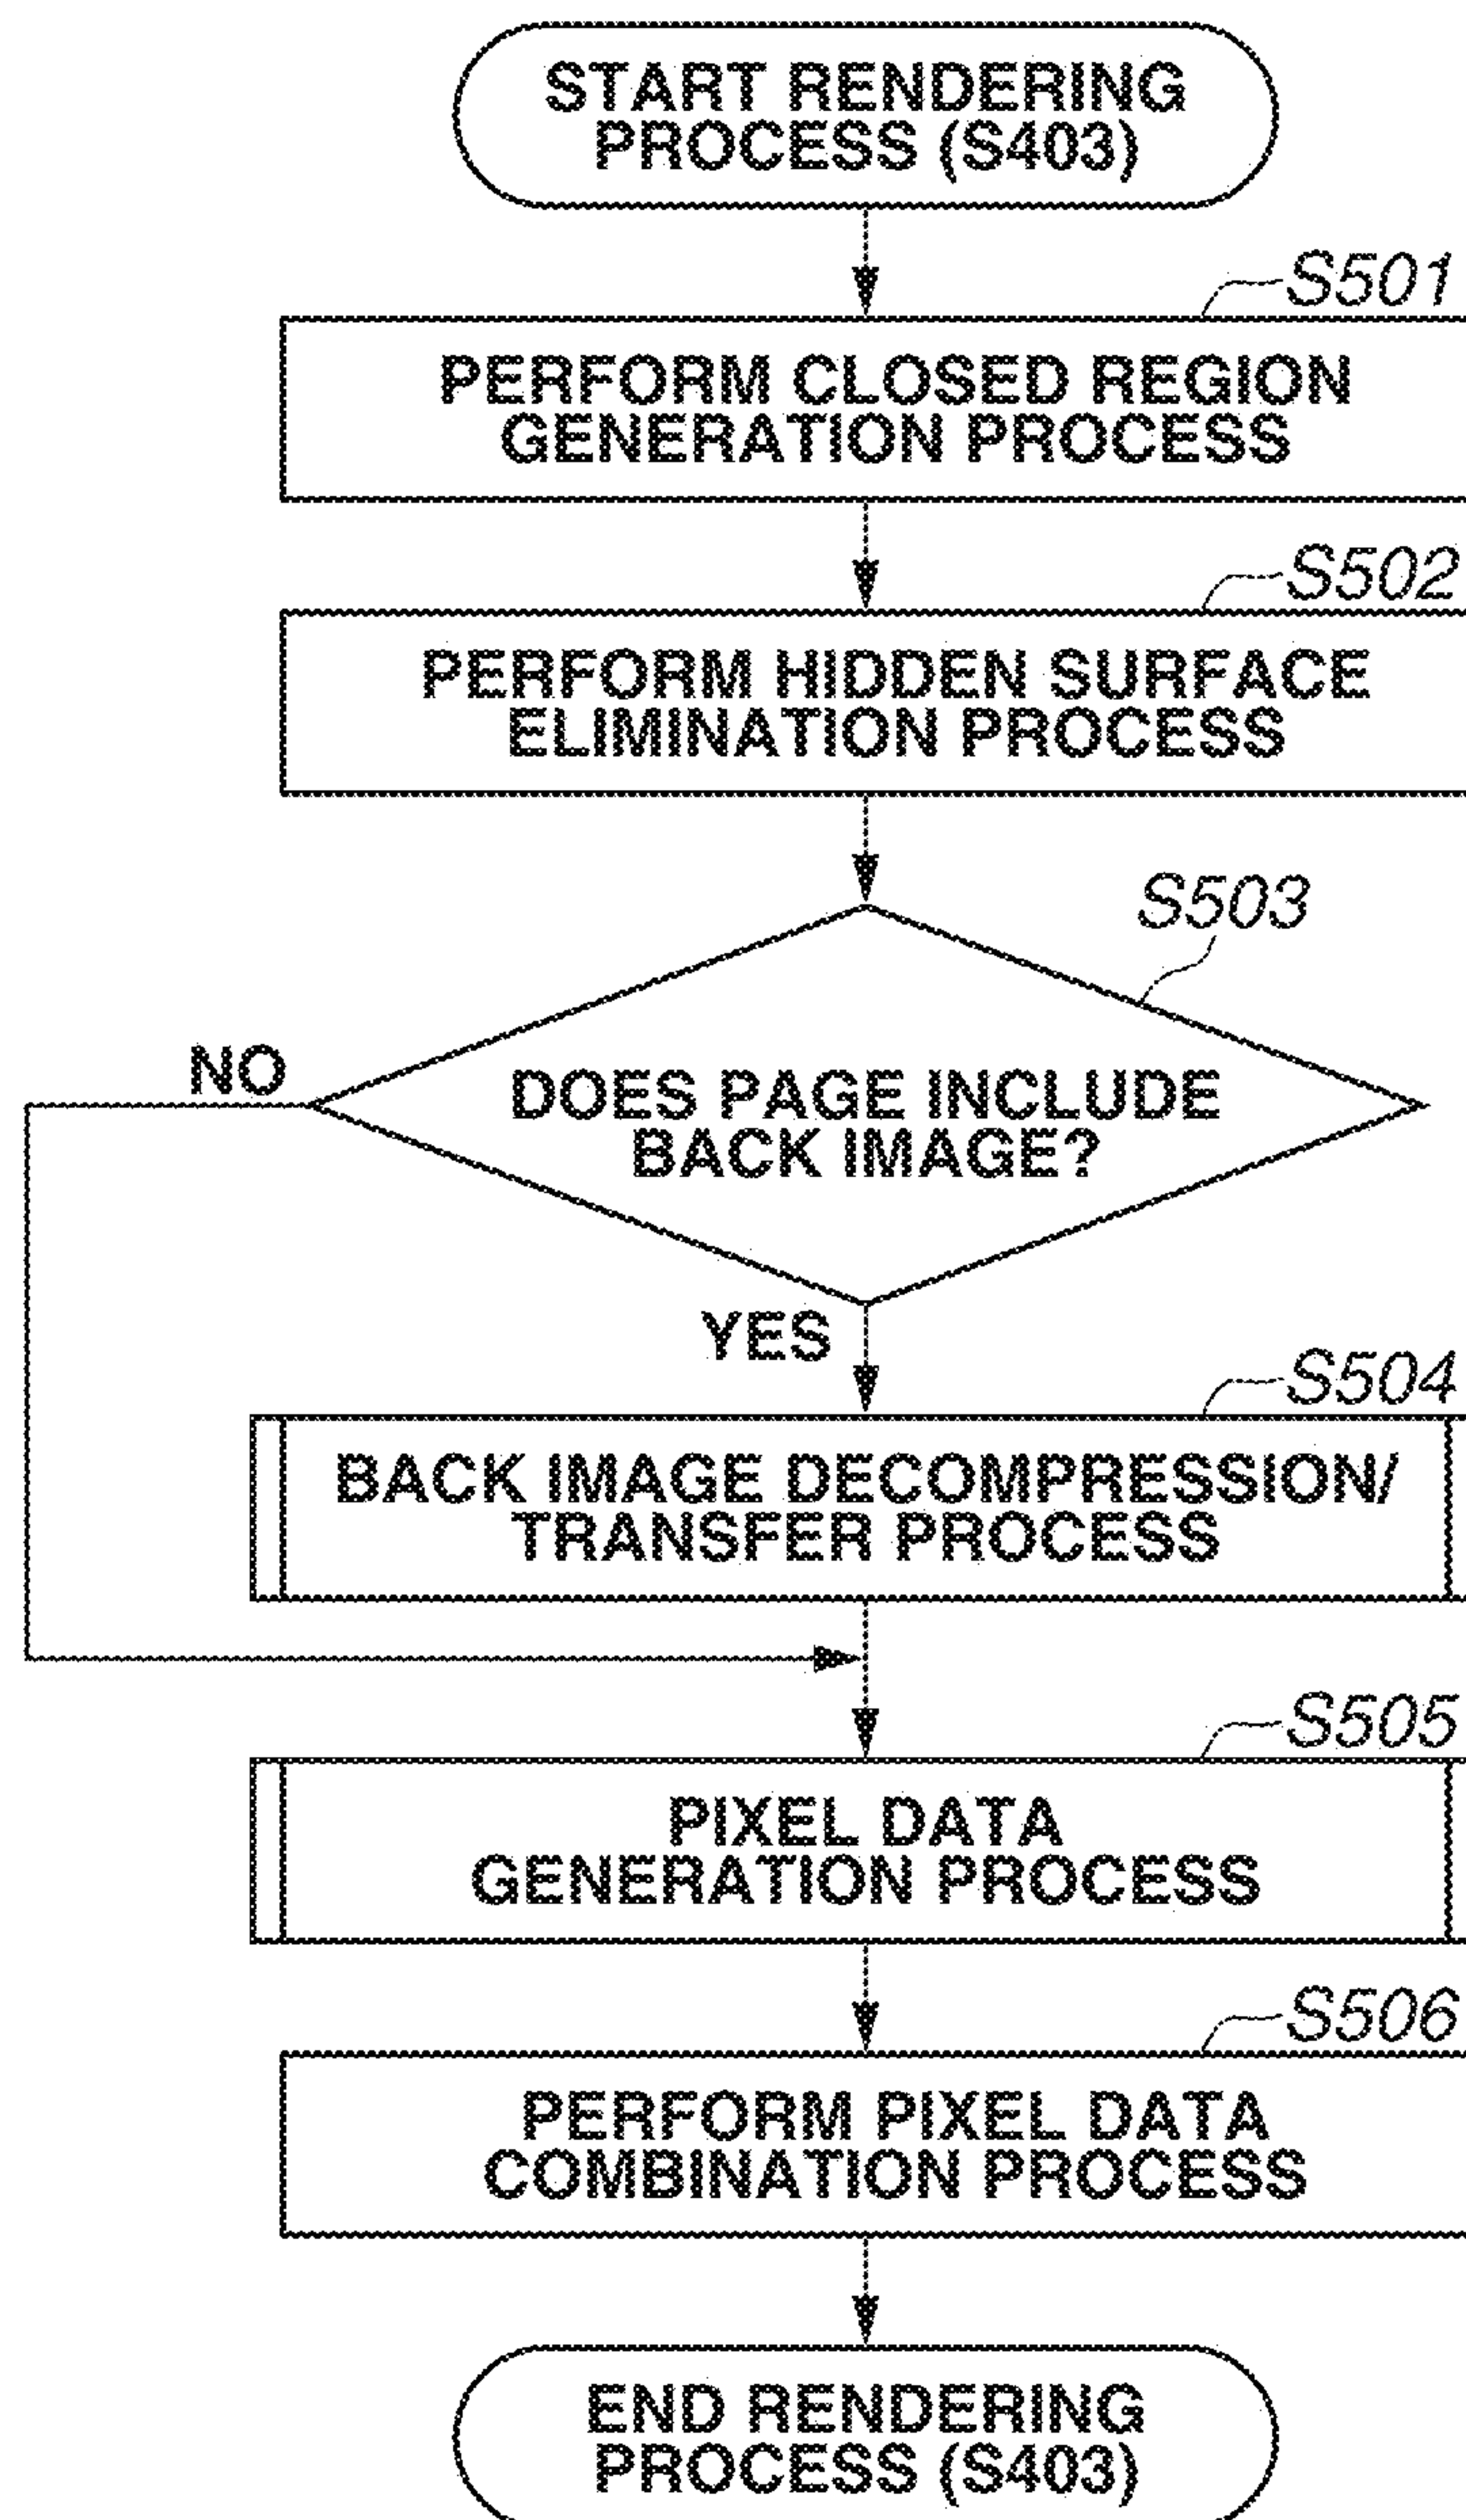 START RENDERING
PROCESS (S403)
S501
PERFORM CLOSED REGION
GENERATION PROCESS
S502
PERFORM HIDDEN SURFACE
ELIMINATION PROCESS
S503
NO
DOES PAGE INCLUDE
BACK IMAGE?
YES
S504
BACK IMAGE DECOMPRESSION/
TRANSFER PROCESS
S505
PIXEL DATA
GENERATION PROCESS
S506
PERFORM PIXEL DATA
COMBINATION PROCESS
END RENDERING
PROCESS (S403)